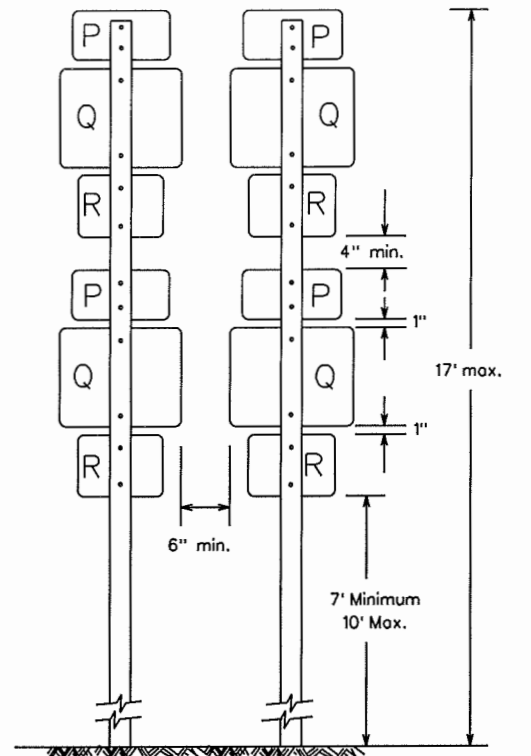 P P
Q Q
R R
4" min.
P P
1"
17' max.
Q Q
1"
R R
6" min.
7' Minimum
10' Max.